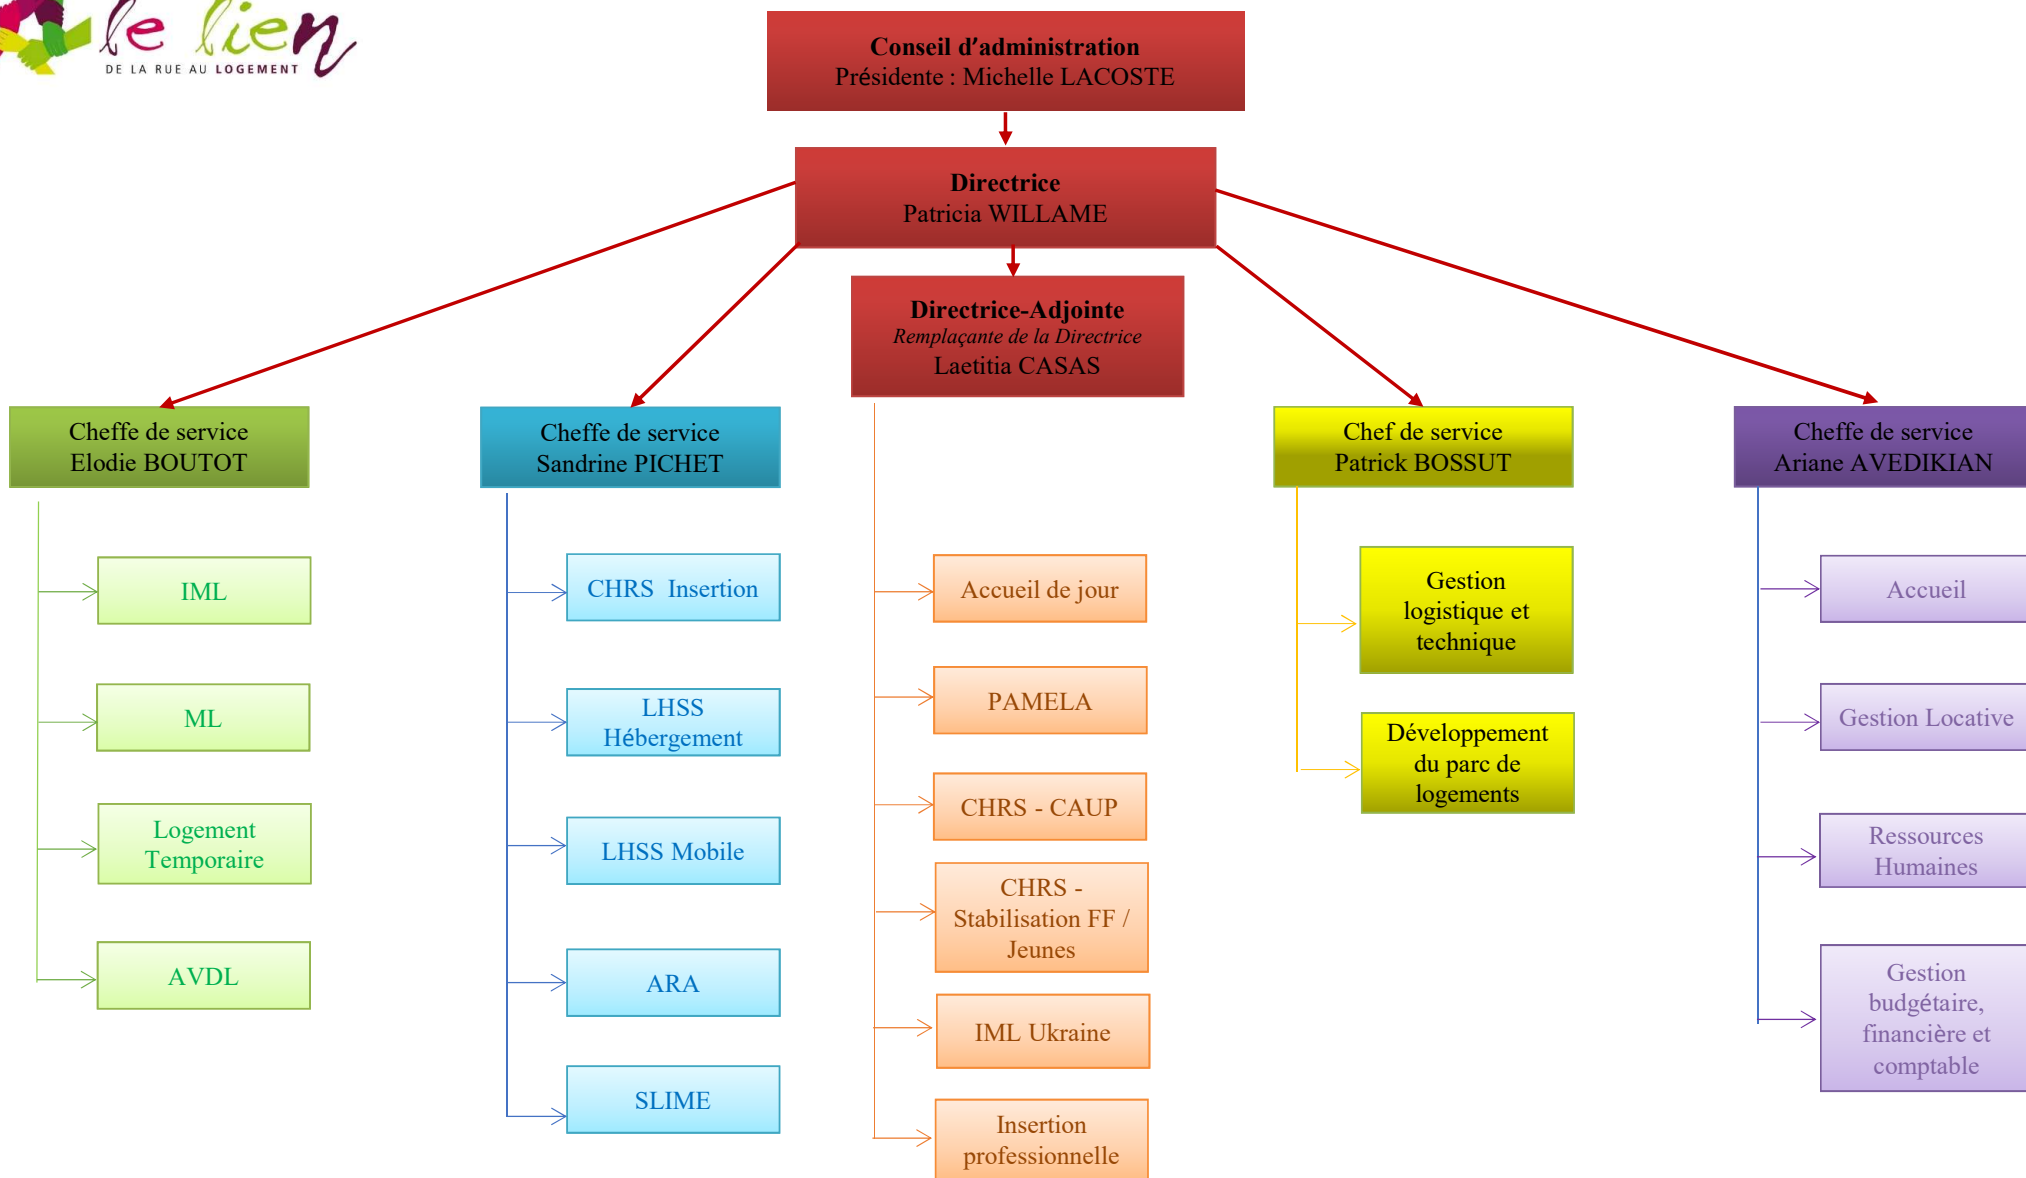 le lien
DE LA RUE AU LOGEMENT
Conseil d'administration
Présidente : Michelle LACOSTE
Directrice
Patricia WILLAME
Directrice-Adjointe
Remplaçante de la Directrice
Laetitia CASAS
Cheffe de service
Elodie BOUTOT
IML
ML
Logement
Temporaire
AVDL
Cheffe de service
Sandrine PICHET
CHRS  Insertion
LHSS
Hébergement
LHSS Mobile
ARA
SLIME
Accueil de jour
PAMELA
CHRS - CAUP
CHRS -
Stabilisation FF /
Jeunes
IML Ukraine
Insertion
professionnelle
Chef de service
Patrick BOSSUT
Gestion
logistique et
technique
Développement
du parc de
logements
Cheffe de service
Ariane AVEDIKIAN
Accueil
Gestion Locative
Ressources
Humaines
Gestion
budgétaire,
financière et
comptable